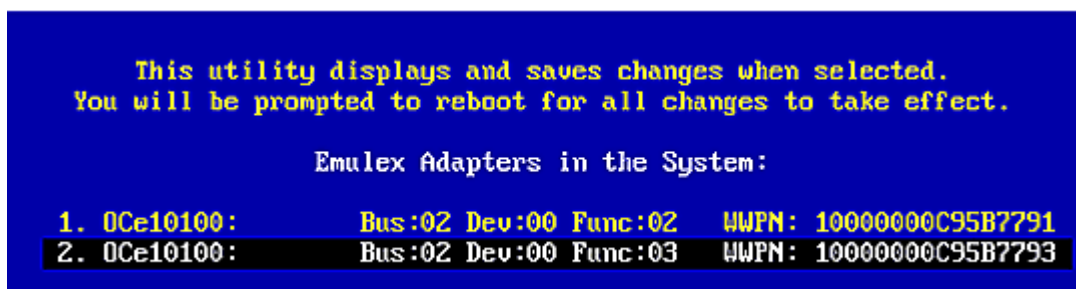 This utility displays and saves changes when selected.
You will be prompted to reboot for all changes to take effect.
Emulex Adapters in the System:
1. OCe10100: Bus:02 Dev:00 Func:02 WWPN: 10000000C95B7791
2. OCe10100: Bus:02 Dev:00 Func:03 WWPN: 10000000C95B7793